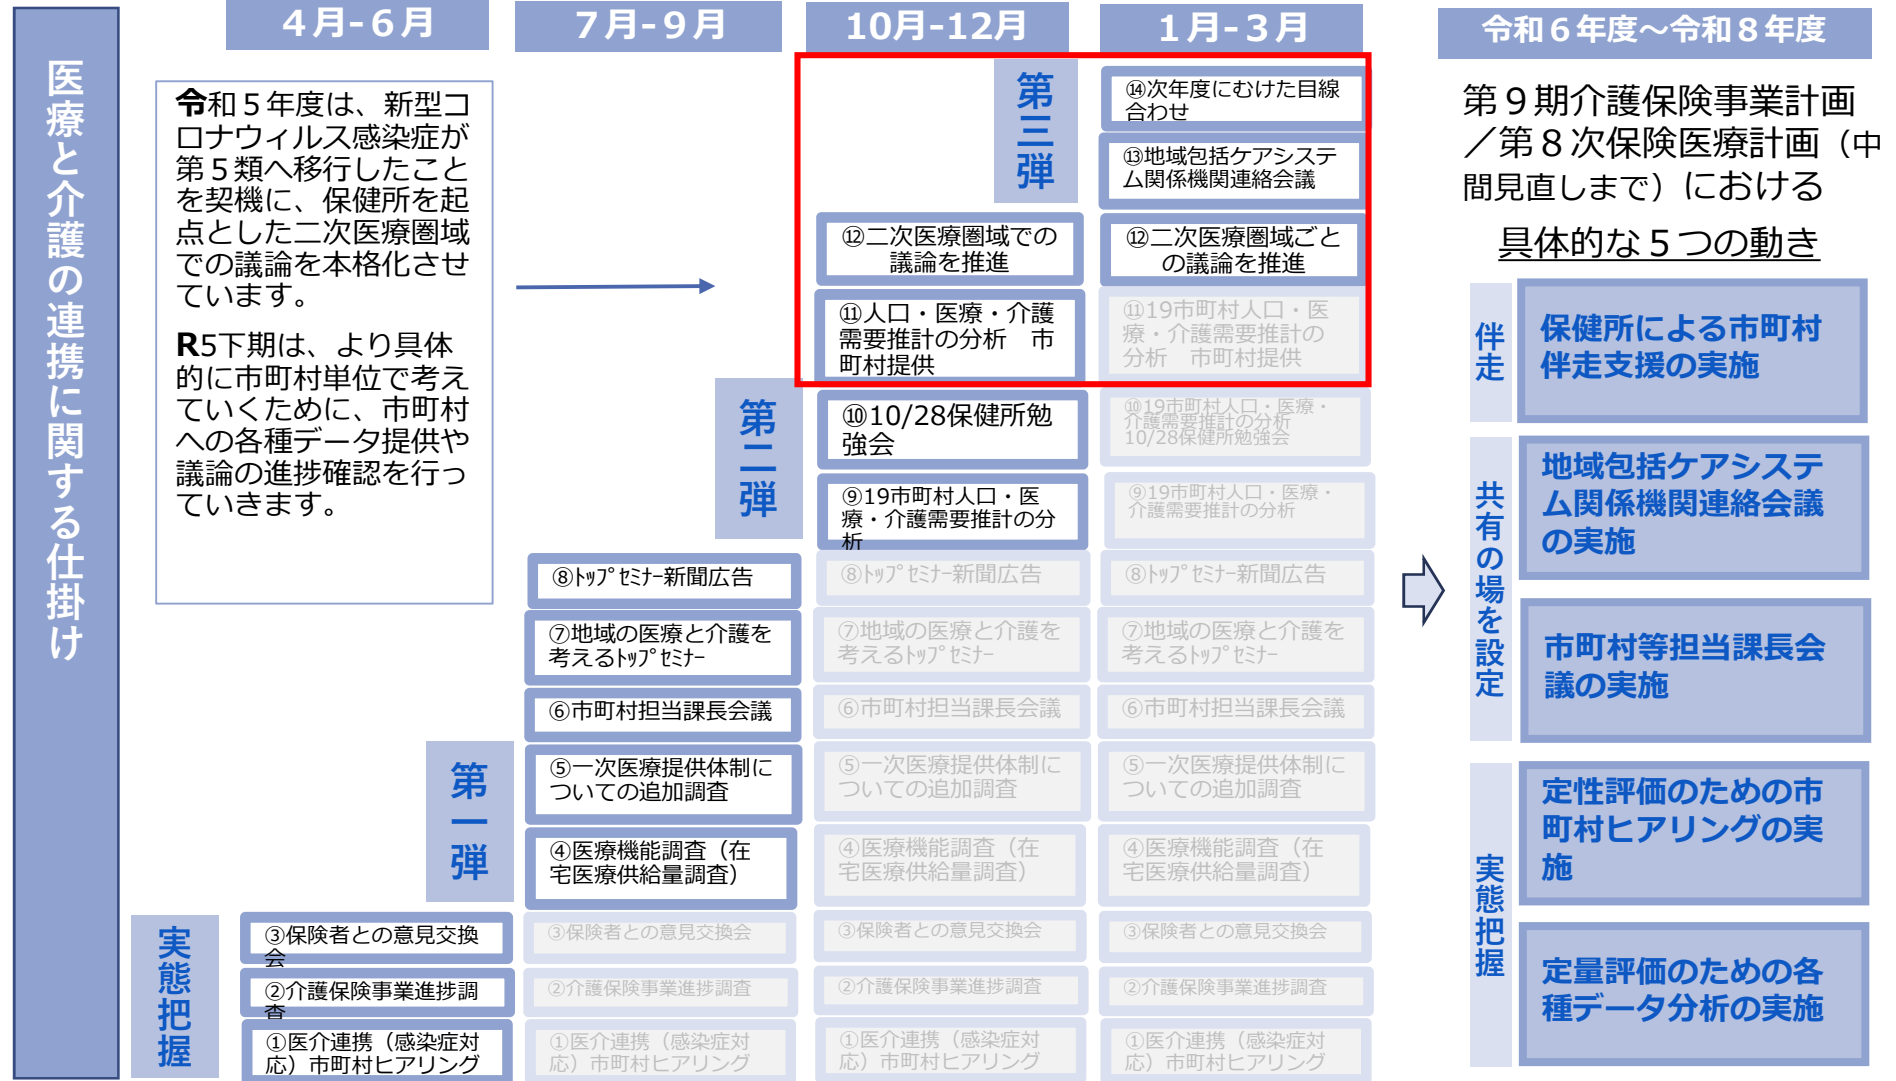 医療と介護の連携に関する仕掛け
４月-６月
７月-９月
10月-12月
１月-３月
令和６年度～令和８年度
令和５年度は、新型コ
ロナウィルス感染症が
第５類へ移行したこと
を契機に、保健所を起
点とした二次医療圏域
での議論を本格化させ
ています。
R5下期は、より具体
的に市町村単位で考え
ていくために、市町村
への各種データ提供や
議論の進捗確認を行っ
ていきます。
実態把握
③保険者との意見交換
会
②介護保険事業進捗調
査
①医介連携（感染症対
応）市町村ヒアリング
第一弾
⑧ﾄｯﾌﾟｾﾐﾅｰ新聞広告
⑦地域の医療と介護を
考えるﾄｯﾌﾟｾﾐﾅｰ
⑥市町村担当課長会議
⑤一次医療提供体制に
ついての追加調査
④医療機能調査（在
宅医療供給量調査）
③保険者との意見交換会
②介護保険事業進捗調査
①医介連携（感染症対
応）市町村ヒアリング
第二弾
⑫二次医療圏域での
議論を推進
⑪人口・医療・介護
需要推計の分析　市
町村提供
⑩10/28保健所勉
強会
⑨19市町村人口・医
療・介護需要推計の分
析
⑧ﾄｯﾌﾟｾﾐﾅｰ新聞広告
⑦地域の医療と介護を
考えるﾄｯﾌﾟｾﾐﾅｰ
⑥市町村担当課長会議
⑤一次医療提供体制に
ついての追加調査
④医療機能調査（在
宅医療供給量調査）
③保険者との意見交換会
②介護保険事業進捗調査
①医介連携（感染症対
応）市町村ヒアリング
第三弾
⑭次年度にむけた目線
合わせ
⑬地域包括ケアシステ
ム関係機関連絡会議
⑫二次医療圏域ごと
の議論を推進
⑪19市町村人口・医
療・介護需要推計の
分析　市町村提供
⑩19市町村人口・医療・
介護需要推計の分析
10/28保健所勉強会
⑨19市町村人口・医療・
介護需要推計の分析
⑧ﾄｯﾌﾟｾﾐﾅｰ新聞広告
⑦地域の医療と介護を
考えるﾄｯﾌﾟｾﾐﾅｰ
⑥市町村担当課長会議
⑤一次医療提供体制に
ついての追加調査
④医療機能調査（在
宅医療供給量調査）
③保険者との意見交換会
②介護保険事業進捗調査
①医介連携（感染症対
応）市町村ヒアリング
第９期介護保険事業計画
／第８次保険医療計画（中
間見直しまで）における
具体的な５つの動き
伴走
保健所による市町村
伴走支援の実施
共有の場を設定
地域包括ケアシステ
ム関係機関連絡会議
の実施
市町村等担当課長会
議の実施
実態把握
定性評価のための市
町村ヒアリングの実
施
定量評価のための各
種データ分析の実施